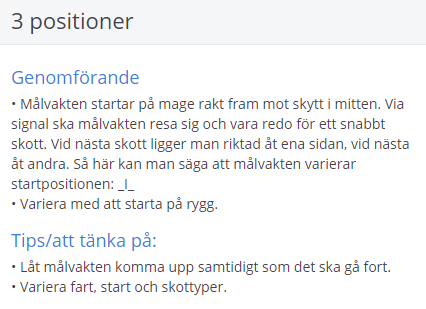 3 positioner
Genomförande
• Målvakten startar på mage rakt fram mot skytt i mitten. Via
signal ska målvakten resa sig och vara redo för ett snabbt
skott. Vid nästa skott ligger man riktad åt ena sidan, vid nästa
åt andra. Så här kan man säga att målvakten varierar
startpositionen: _I_
• Variera med att starta på rygg.
Tips/att tänka på:
• Låt målvakten komma upp samtidigt som det ska gå fort.
• Variera fart, start och skottyper.